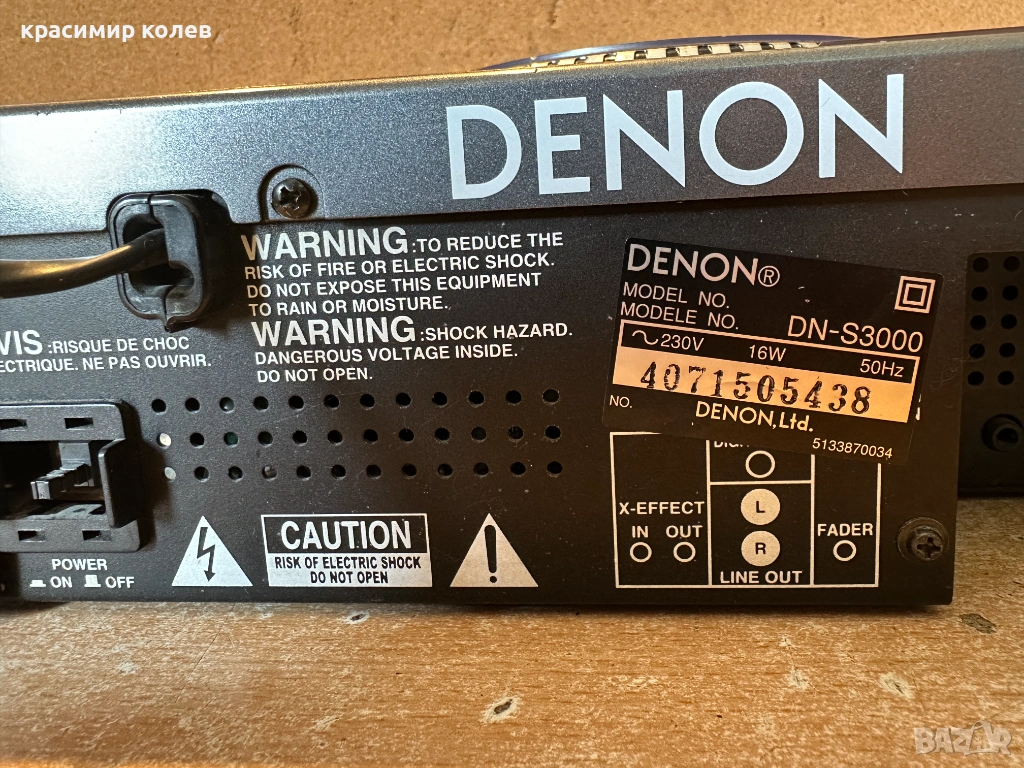 красимир колев
DENON
WARNING :TO REDUCE THE
RISK OF FIRE OR ELECTRIC SHOCK.
DO NOT EXPOSE THIS EQUIPMENT
TO RAIN OR MOISTURE.
WARNING :SHOCK HAZARD.
DANGEROUS VOLTAGE INSIDE.
DO NOT OPEN.
VIS :RISQUE DE CHOC
ECTRIQUE. NE PAS OUVRIR.
DENON®
MODEL NO.
MODELE NO. DN-S3000
230V 16W 50Hz
4071505438
NO. DENON,Ltd.
5133870034
X-EFFECT
IN OUT
L
R
LINE OUT
FADER
POWER
ON OFF
CAUTION
RISK OF ELECTRIC SHOCK
DO NOT OPEN
BAZAR